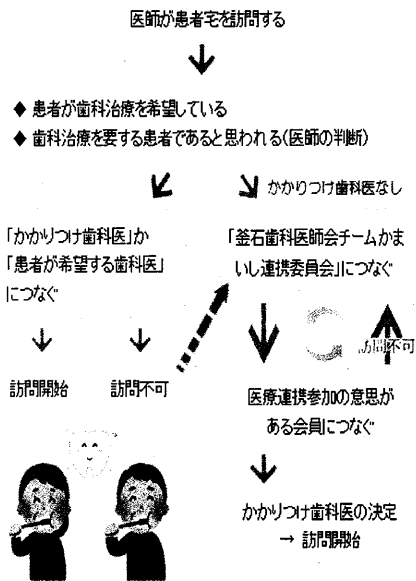 医師が患者宅を訪問する
◆ 患者が歯科治療を希望している
◆ 歯科治療を要する患者であると思われる(医師の判断)
かかりつけ歯科医なし
「かかりつけ歯科医」か
「患者が希望する歯科医」
につなぐ
「釜石歯科医師会チームかま
いし連携委員会」につなぐ
訪問開始
訪問不可
訪問不可
医療連携参加の意思が
ある会員につなぐ
かかりつけ歯科医の決定
→ 訪問開始